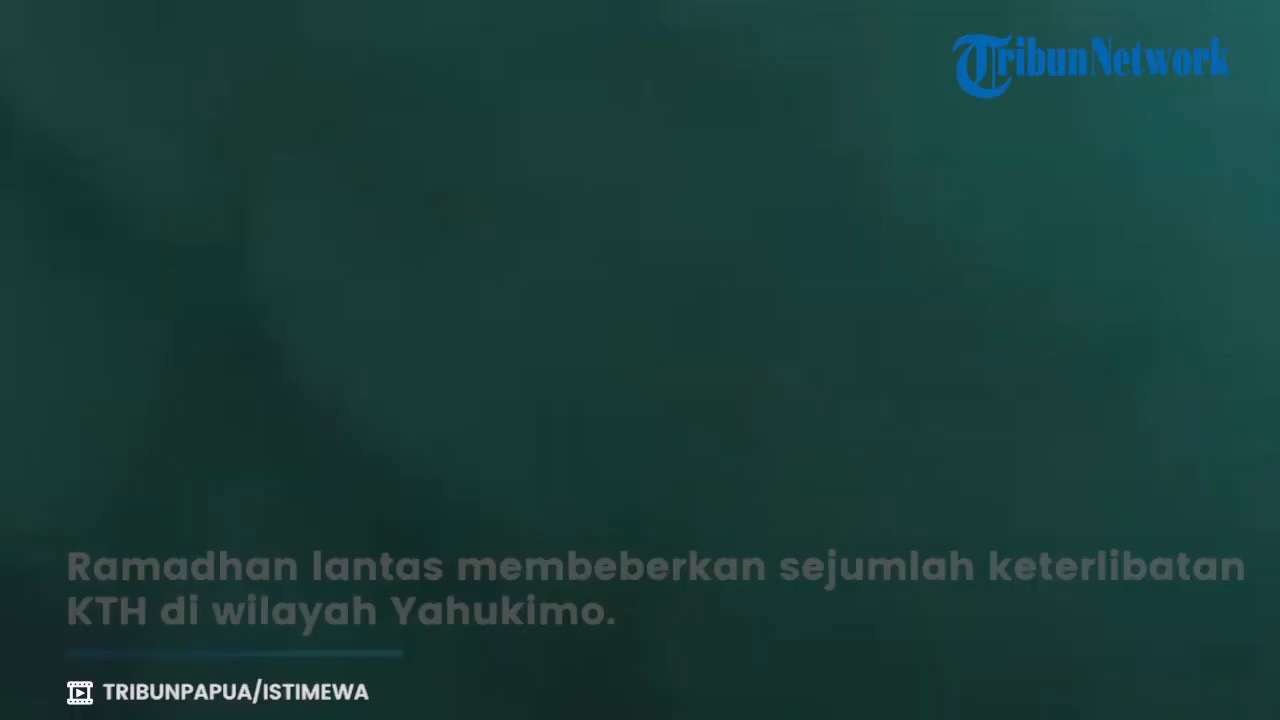 TribunNetwork
Ramadhan lantas membeberkan sejumlah keterlibatan
KTH di wilayah Yahukimo.
TRIBUNPAPUA/ISTIMEWA